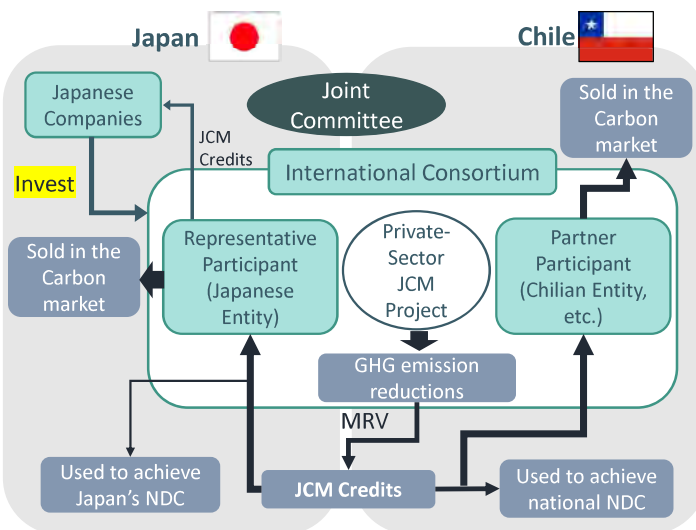 Japan
Chile
Japanese
Companies
Joint
Committee
Sold in the
Carbon
market
JCM
Credits
Invest
International Consortium
Sold in the
Carbon
market
Representative
Participant
(Japanese
Entity)
Private-
Sector
JCM
Project
Partner
Participant
(Chilian Entity,
etc.)
GHG emission
reductions
MRV
Used to achieve
Japan's NDC
JCM Credits
Used to achieve
national NDC